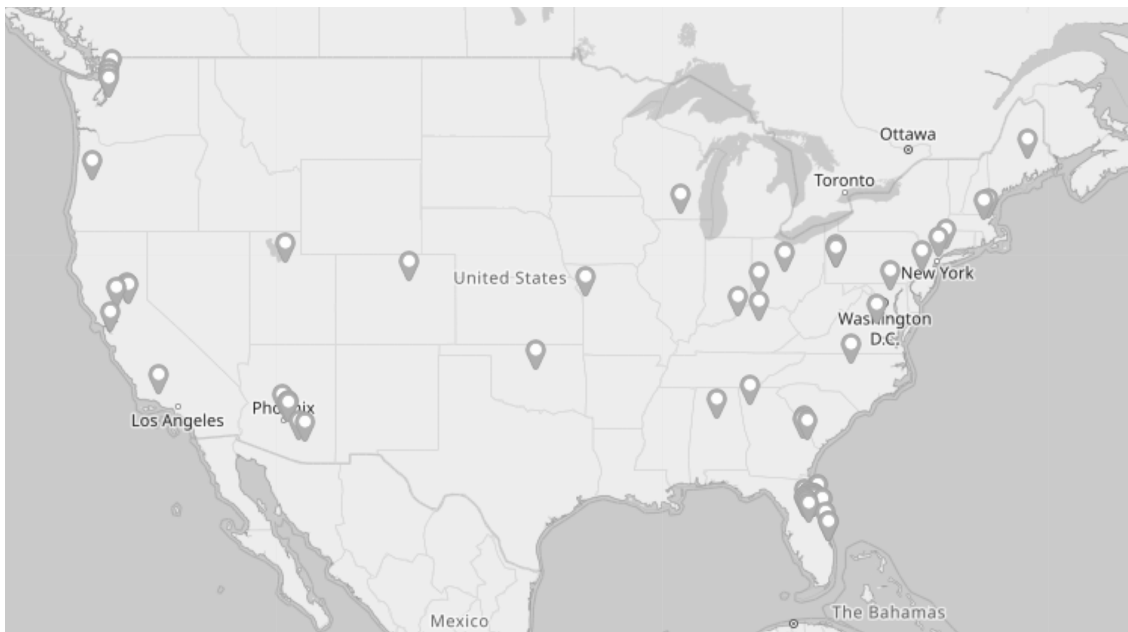 Ottawa
Toronto
United States
New York
Washington
D.C.
Los Angeles
Phoenix
Mexico
The Bahamas